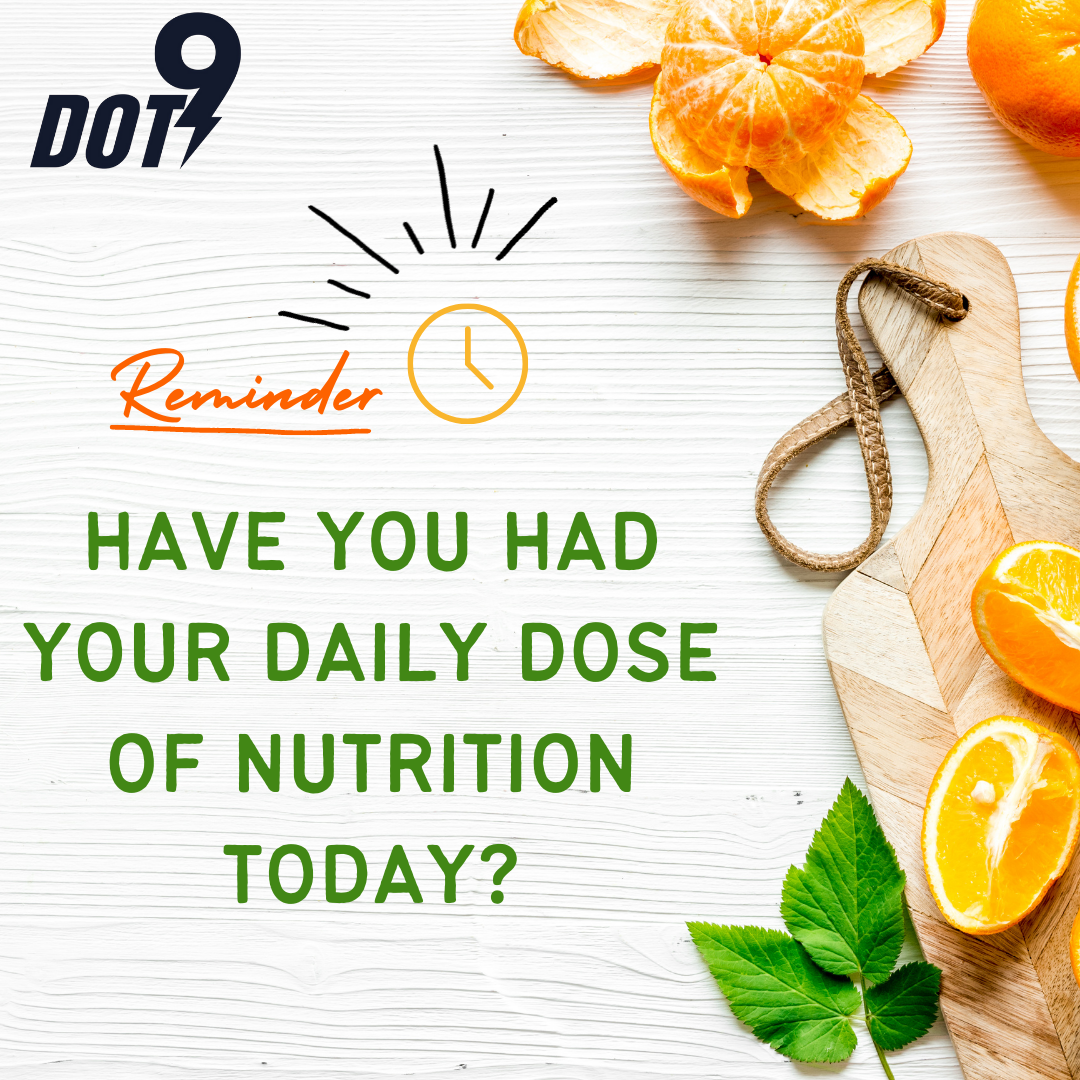 DOT9
Reminder
HAVE YOU HAD
YOUR DAILY DOSE
OF NUTRITION
TODAY?